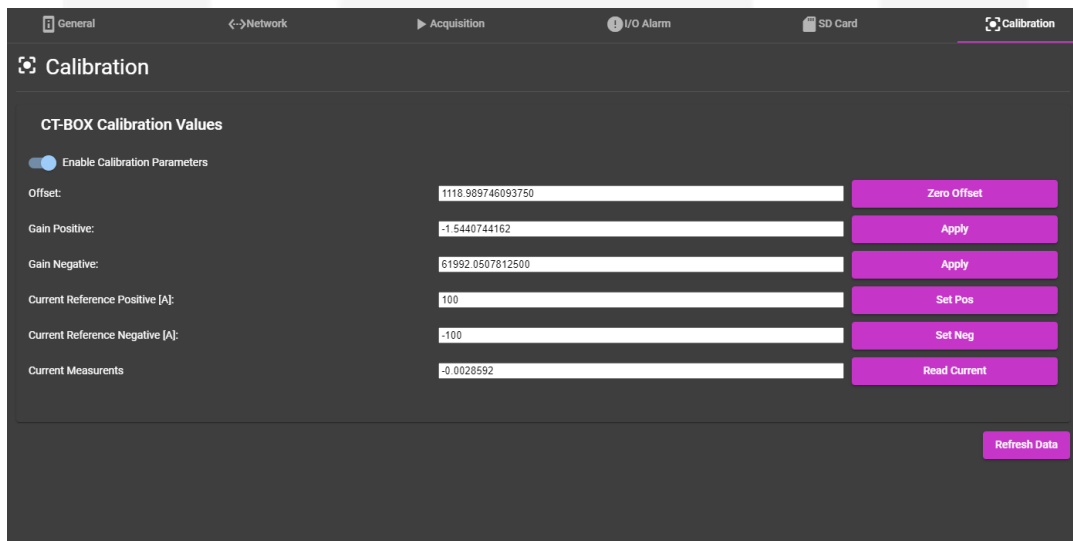 General
Network
Acquisition
I/O Alarm
SD Card
Calibration
Calibration
CT-BOX Calibration Values
Enable Calibration Parameters
Offset: 1118.989746093750 Zero Offset
Gain Positive: -1.5440744162 Apply
Gain Negative: 61992.0507812500 Apply
Current Reference Positive [A]: 100 Set Pos
Current Reference Negative [A]: -100 Set Neg
Current Measurents -0.0028592 Read Current
Refresh Data